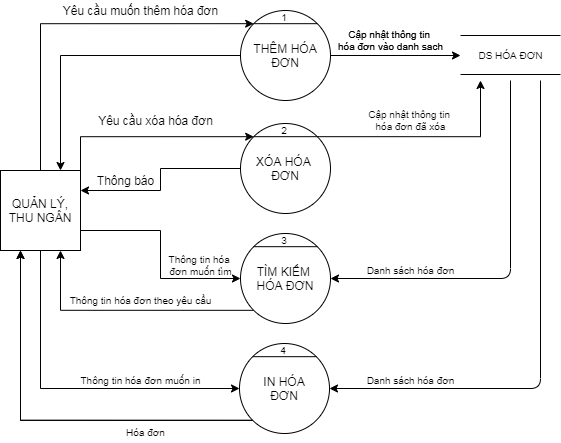 Yêu cầu muốn thêm hóa đơn
1
THÊM HÓA
ĐƠN
Cập nhật thông tin
hóa đơn vào danh sach
DS HÓA ĐƠN
Yêu cầu xóa hóa đơn
2
XÓA HÓA
ĐƠN
Cập nhật thông tin
hóa đơn đã xóa
Thông báo
QUẢN LÝ,
THU NGÂN
3
TÌM KIẾM
HÓA ĐƠN
Thông tin hóa
đơn muốn tìm
Danh sách hóa đơn
Thông tin hóa đơn theo yêu cầu
4
IN HÓA
ĐƠN
Thông tin hóa đơn muốn in
Danh sách hóa đơn
Hóa đơn